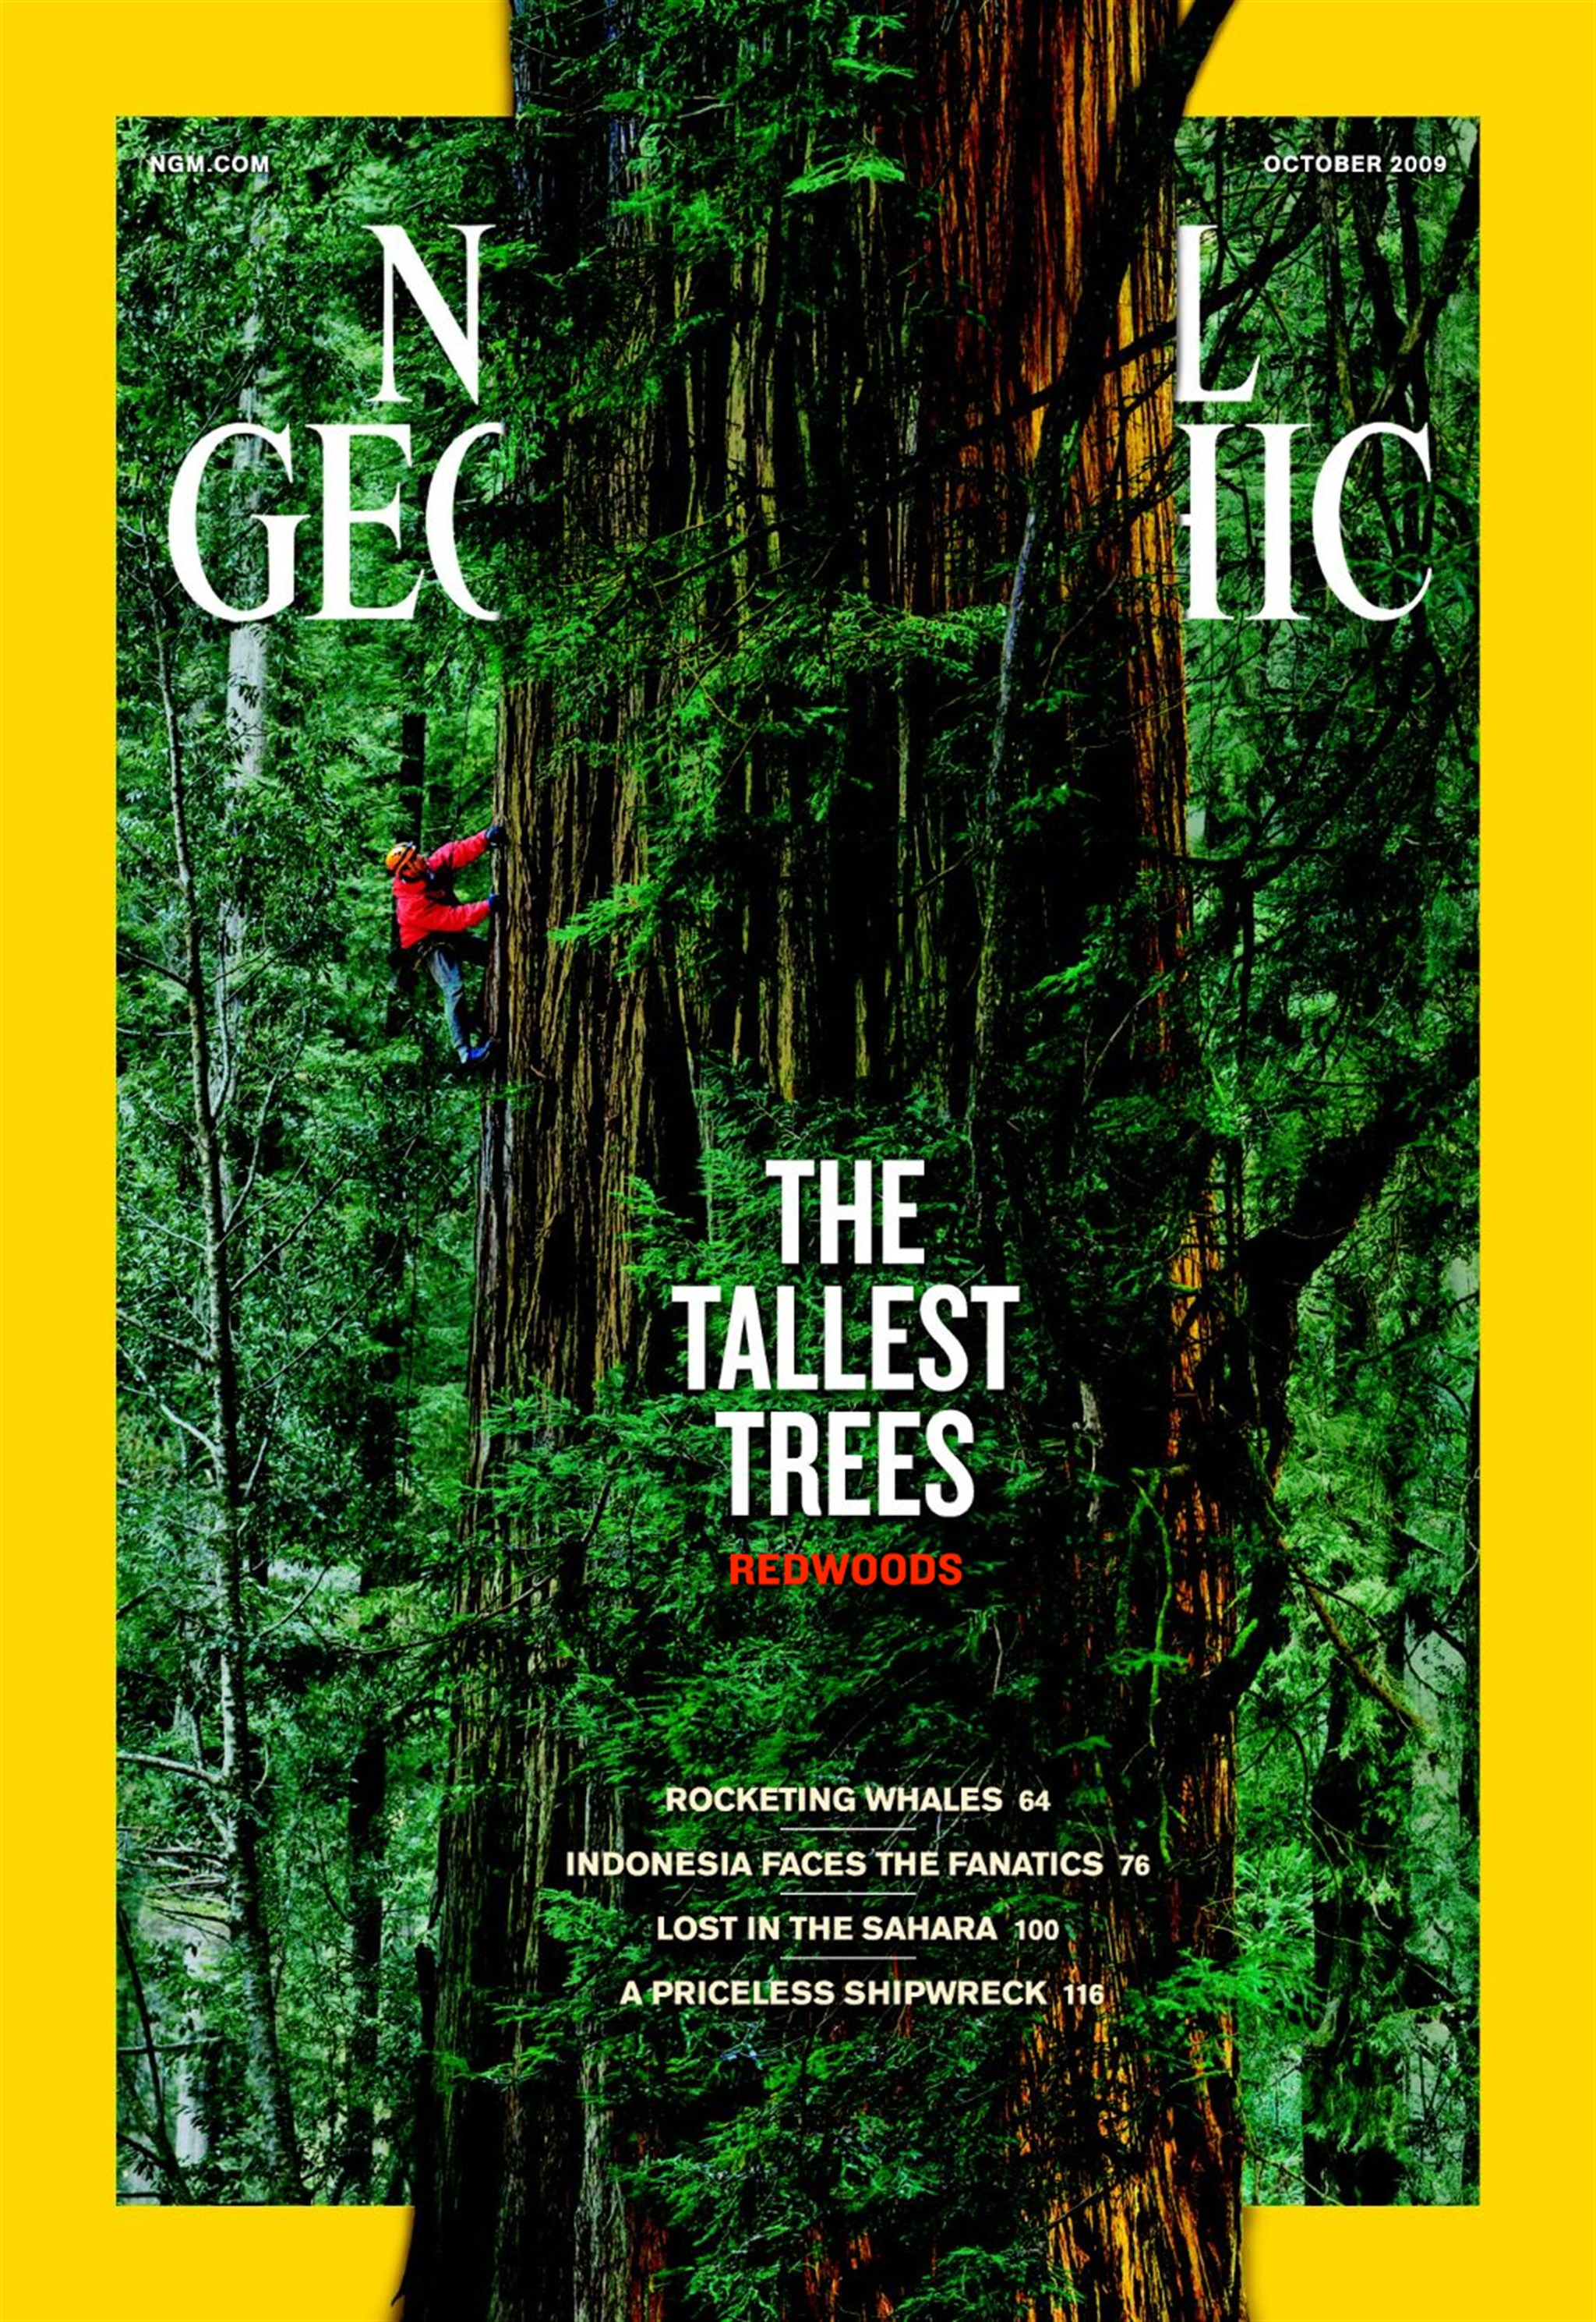 NGM.COM
OCTOBER 2009
N L
GEO HIC
THE
TALLEST
TREES
REDWOODS
ROCKETING WHALES 64
INDONESIA FACES THE FANATICS 76
LOST IN THE SAHARA 100
A PRICELESS SHIPWRECK 116